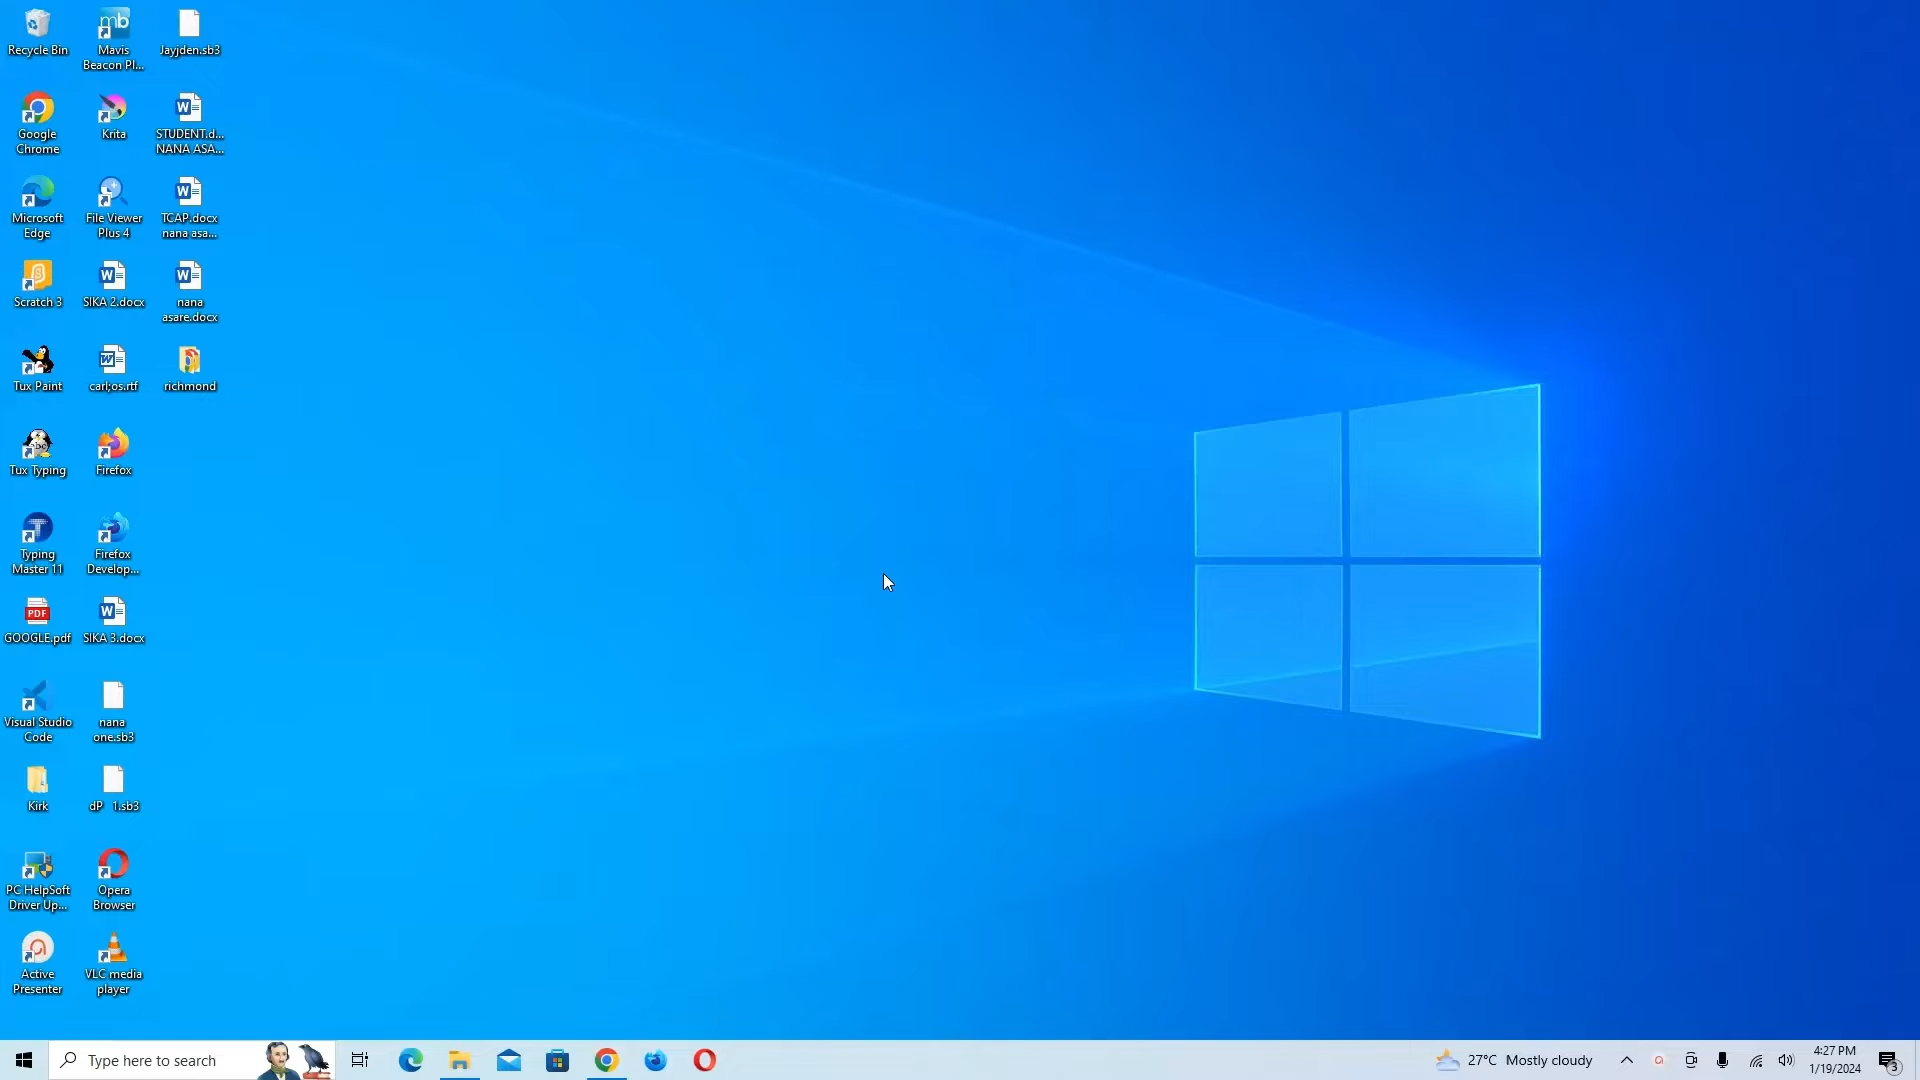 Recycle Bin
Mavis
Beacon Pl...
Jayjden.sb3
Google
Chrome
Krita
STUDENT.d...
NANA ASA...
Microsoft
Edge
File Viewer
Plus 4
TCAP.docx
nana asa...
Scratch 3
SIKA 2.docx
nana
asare.docx
Tux Paint
carl;os.rtf
richmond
Tux Typing
Firefox
Typing
Master 11
Firefox
Develop...
PDF
GOOGLE.pdf
SIKA 3.docx
Visual Studio
Code
nana
one.sb3
Kirk
dP 1.sb3
PC HelpSoft
Driver Up...
Opera
Browser
Active
Presenter
VLC media
player
Type here to search
27°C Mostly cloudy
4:27 PM
1/19/2024
3